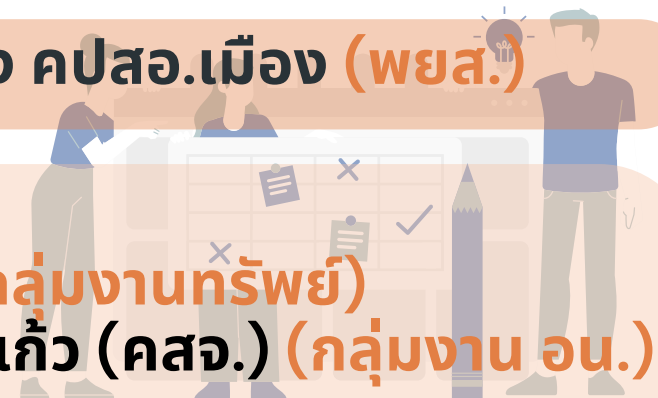 คปสอ.เมือง (พยส.)
กลุ่มงานทรัพย์)
แก้ว (คสจ.) (กลุ่มงาน อน.)